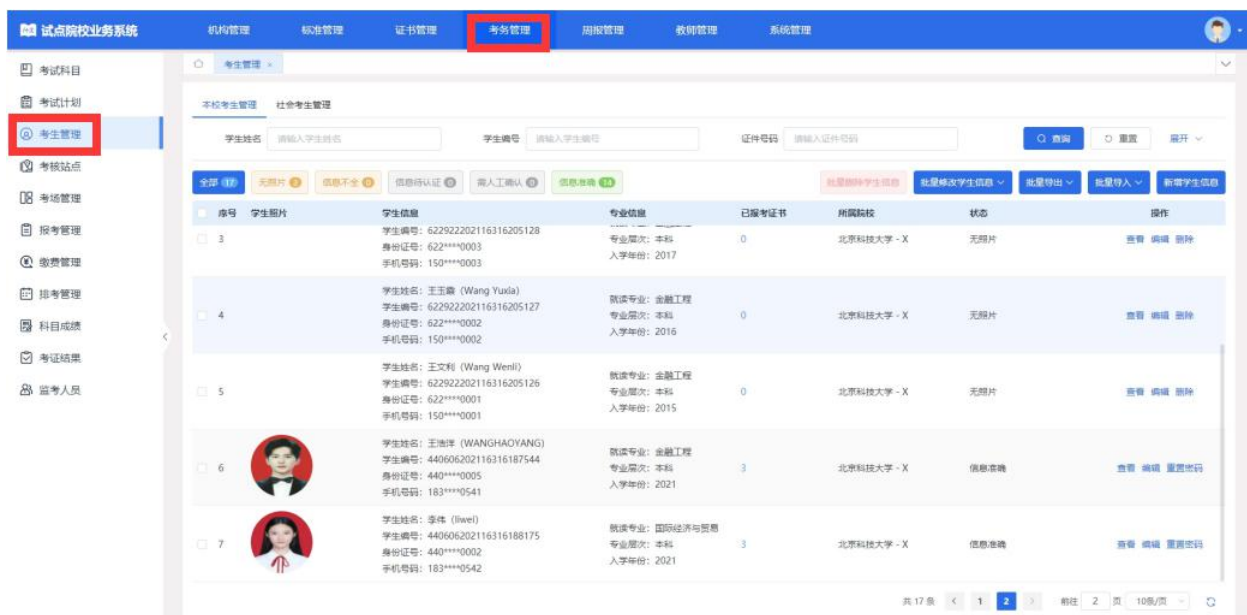 试点院校业务系统
机构管理 标准管理 证书管理 考务管理 周报管理 教师管理 系统管理
考试科目
考试计划
考生管理
考核站点
考场管理
报考管理
缴费管理
排考管理
科目成绩
考证结果
监考人员
考生管理 ×
本校考生管理 社会考生管理
学生姓名 请输入学生姓名 学生编号 请输入学生编号 证件号码 请输入证件号码 查询 重置 展开
全部 17 无照片 信息不全 信息待认证 0 需人工确认 0 信息准确 14 批量删除学生信息 批量修改学生信息 批量导出 批量导入 新增学生信息
序号 学生照片 学生信息 专业信息 已报考证书 所属院校 状态 操作
学生编号：622922202116316205128
3 身份证号：622****0003 专业层次：本科 0 北京科技大学 - X 无照片 查看 编辑 删除
手机号码：150****0003 入学年份：2017
学生姓名：王玉霞（Wang Yuxia）
学生编号：622922202116316205127 就读专业：金融工程
4 身份证号：622****0002 专业层次：本科 0 北京科技大学 - X 无照片 查看 编辑 删除
手机号码：150****0002 入学年份：2016
学生姓名：王文利（Wang Wenli）
学生编号：622922202116316205126 就读专业：金融工程
5 身份证号：622****0001 专业层次：本科 0 北京科技大学 - X 无照片 查看 编辑 删除
手机号码：150****0001 入学年份：2015
学生姓名：王浩洋（WANGHAOYANG）
学生编号：440606202116316187544 就读专业：金融工程
6 身份证号：440****0005 专业层次：本科 3 北京科技大学 - X 信息准确 查看 编辑 重置密码
手机号码：183****0541 入学年份：2021
学生姓名：李伟（liwei）
学生编号：440606202116316188175 就读专业：国际经济与贸易
7 身份证号：440****0002 专业层次：本科 3 北京科技大学 - X 信息准确 查看 编辑 重置密码
手机号码：183****0542 入学年份：2021
共 17 条 1 2 前往 2 页 10条/页